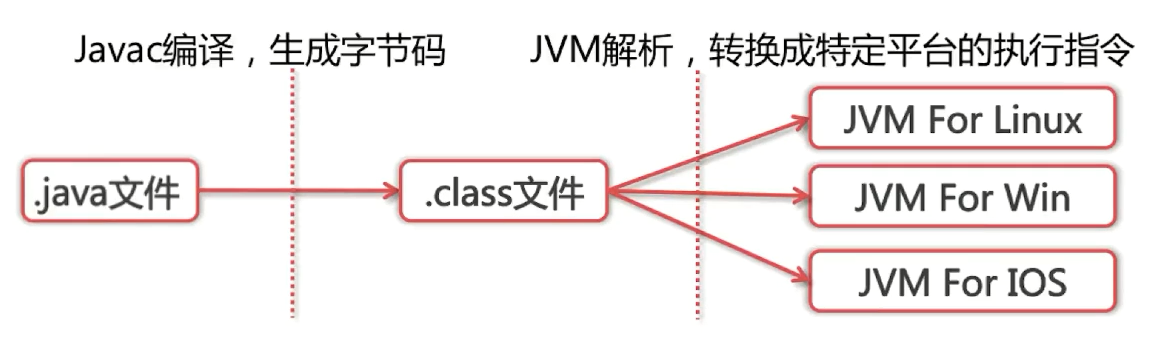 Javac编译，生成字节码
JVM解析，转换成特定平台的执行指令
.java文件
.class文件
JVM For Linux
JVM For Win
JVM For IOS